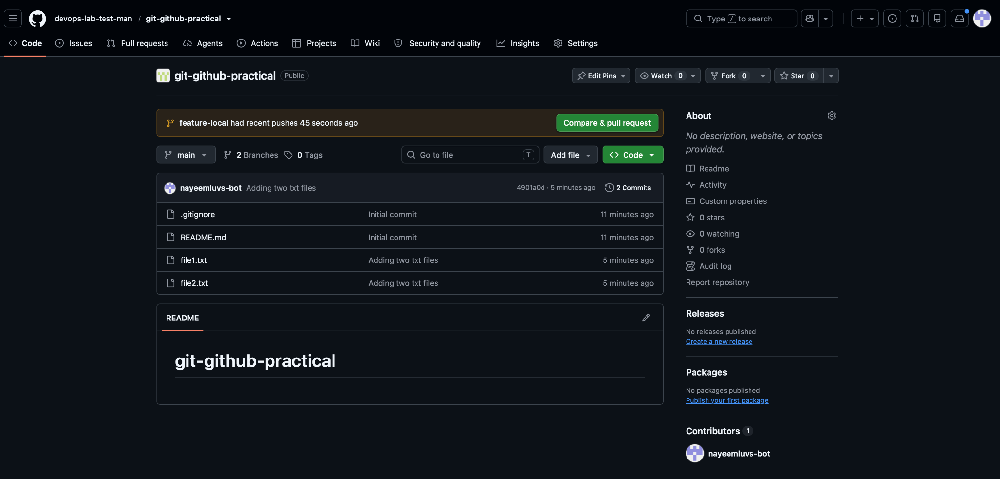 devops-lab-test-man / git-github-practical
Type / to search
Code Issues Pull requests Agents Actions Projects Wiki Security and quality Insights Settings
git-github-practical Public
Edit Pins Watch 0 Fork 0 Star 0
feature-local had recent pushes 45 seconds ago Compare & pull request
main 2 Branches 0 Tags Go to file T Add file Code
nayeemluvs-bot Adding two txt files 4901a0d · 5 minutes ago 2 Commits
.gitignore Initial commit 11 minutes ago
README.md Initial commit 11 minutes ago
file1.txt Adding two txt files 5 minutes ago
file2.txt Adding two txt files 5 minutes ago
README
git-github-practical
About
No description, website, or topics
provided.
Readme
Activity
Custom properties
0 stars
0 watching
0 forks
Audit log
Report repository
Releases
No releases published
Create a new release
Packages
No packages published
Publish your first package
Contributors 1
nayeemluvs-bot